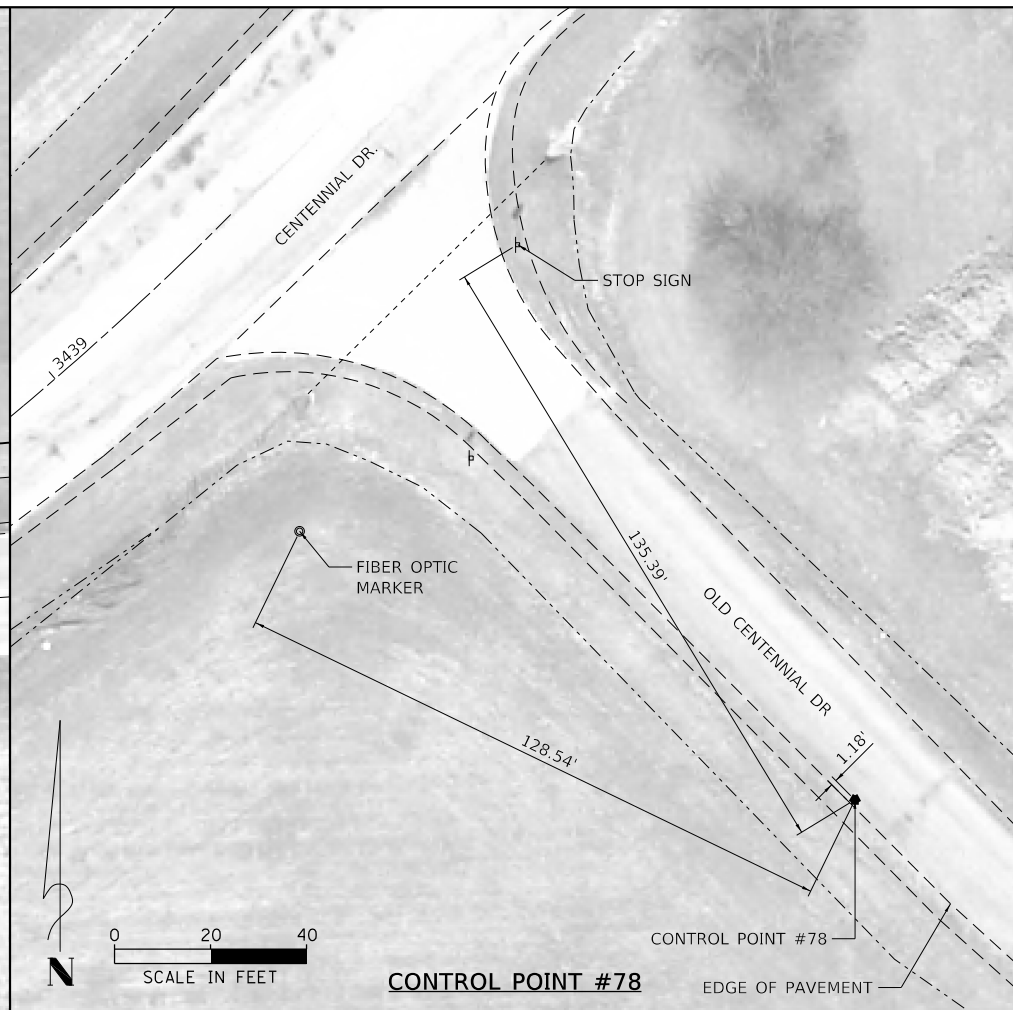 CENTENNIAL DR.
STOP SIGN
3439
135.39'
FIBER OPTIC
MARKER
OLD CENTENNIAL DR
128.54'
1.18'
0 20 40
SCALE IN FEET
N
CONTROL POINT #78
CONTROL POINT #78
EDGE OF PAVEMENT